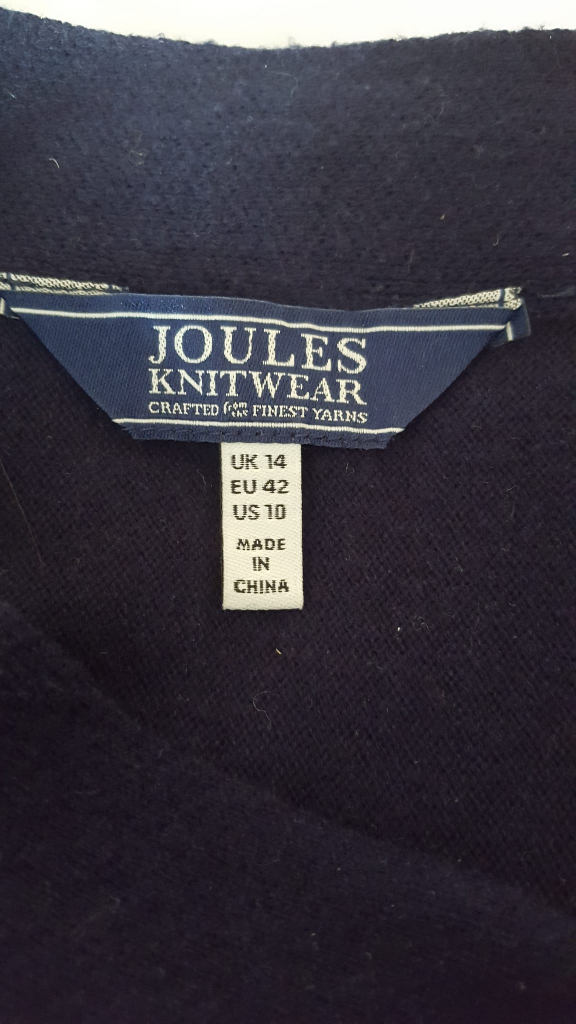 JOULES
KNITWEAR
CRAFTED from the FINEST YARNS
UK 14
EU 42
US 10
MADE
IN
CHINA